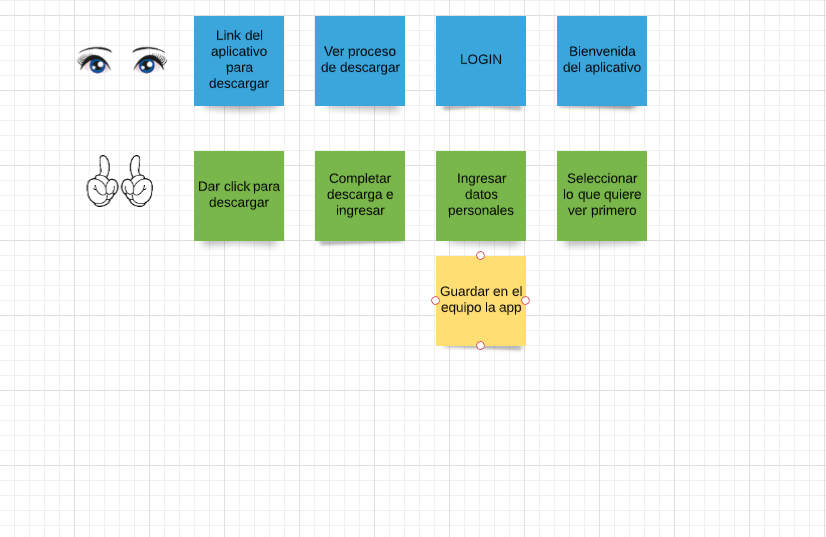 Link del
aplicativo
para
descargar
Ver proceso
de descargar
LOGIN
Bienvenida
del aplicativo
Dar click para
descargar
Completar
descarga e
ingresar
Ingresar
datos
personales
Seleccionar
lo que quiere
ver primero
Guardar en el
equipo la app